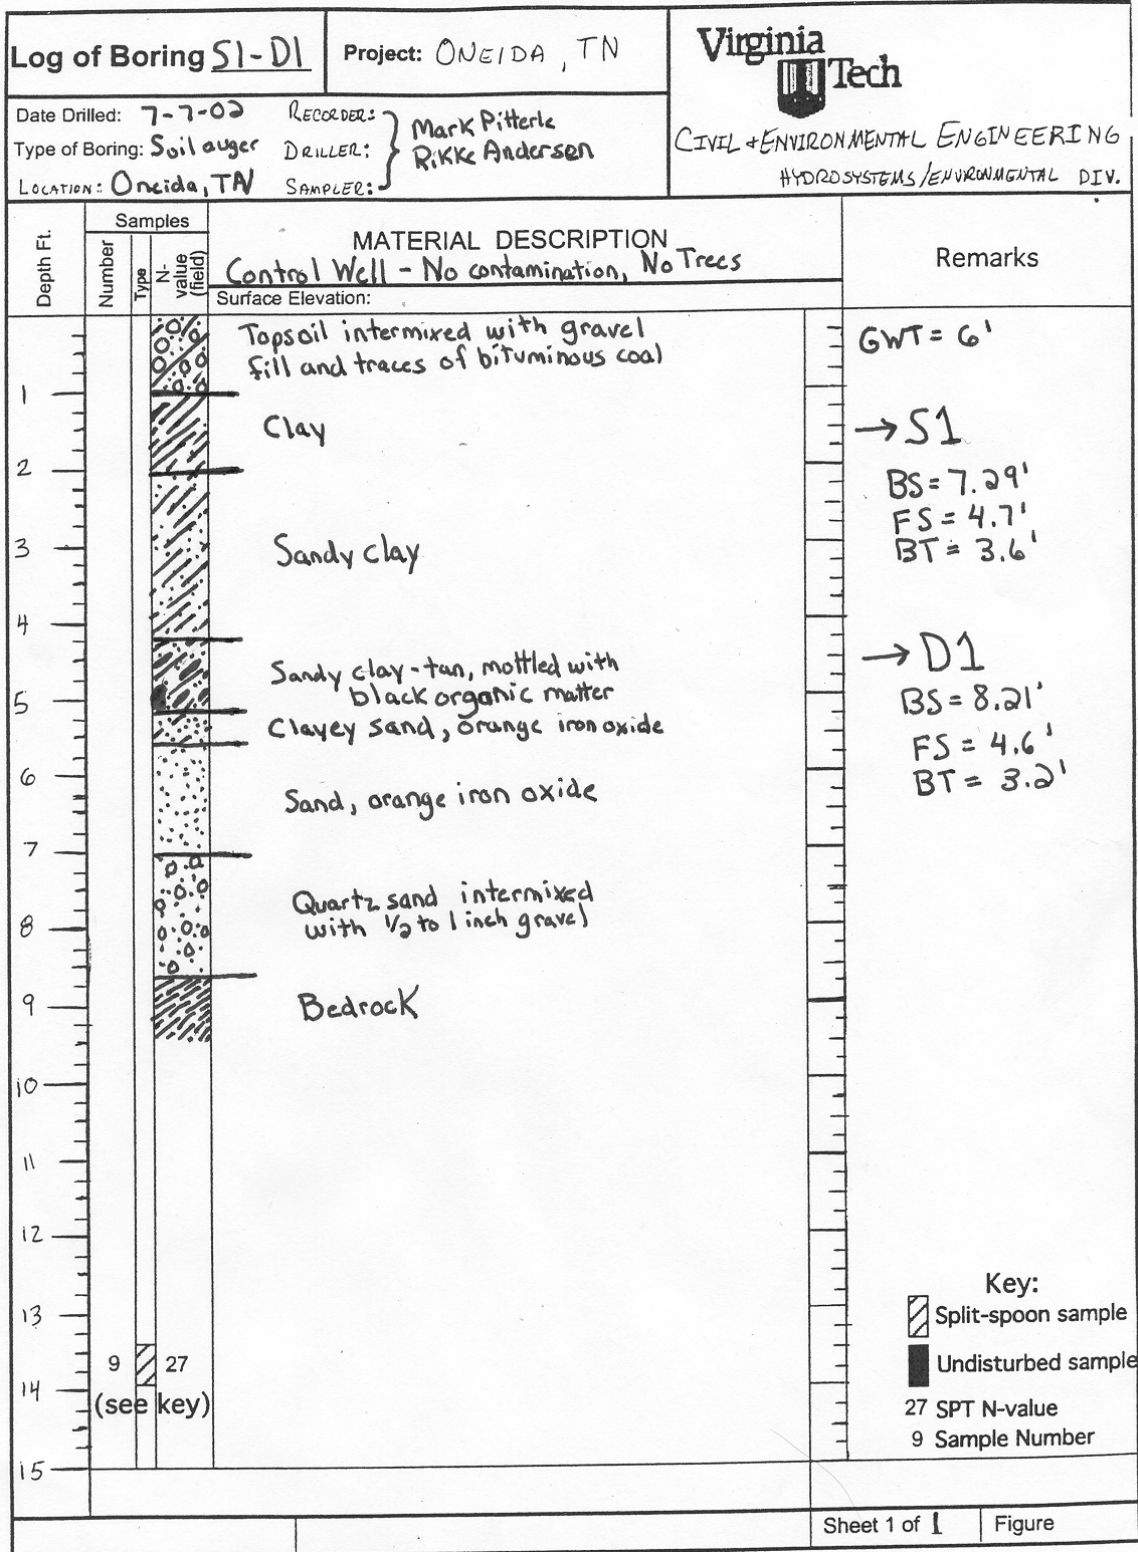 Log of Boring S1-D1
Project: ONEIDA, TN
Virginia
Tech
CIVIL + ENVIRONMENTAL ENGINEERING
HYDROSYSTEMS/ENVIRONMENTAL DIV.
Date Drilled: 7-7-02
Type of Boring: Soil auger
LOCATION: Oneida, TN
RECORDER:
DRILLER:
SAMPLER:
Mark Pitterle
Rikke Andersen
Depth Ft.
Samples
Number
Type
N-value (field)
MATERIAL DESCRIPTION
Control Well - No contamination, No Trees
Surface Elevation:
Remarks
Topsoil intermixed with gravel
fill and traces of bituminous coal
1
Clay
2
3
Sandy clay
4
Sandy clay - tan, mottled with
black organic matter
5
Clayey sand, orange iron oxide
6
Sand, orange iron oxide
7
Quartz sand intermixed
with 1/2 to 1 inch gravel
8
9
Bedrock
10
11
12
13
9 27
14
(see key)
15
GWT = 6'
→ S1
BS = 7.29'
FS = 4.7'
BT = 3.6'
→ D1
BS = 8.21'
FS = 4.6'
BT = 3.2'
Key:
Split-spoon sample
Undisturbed sample
27 SPT N-value
9 Sample Number
Sheet 1 of 1
Figure